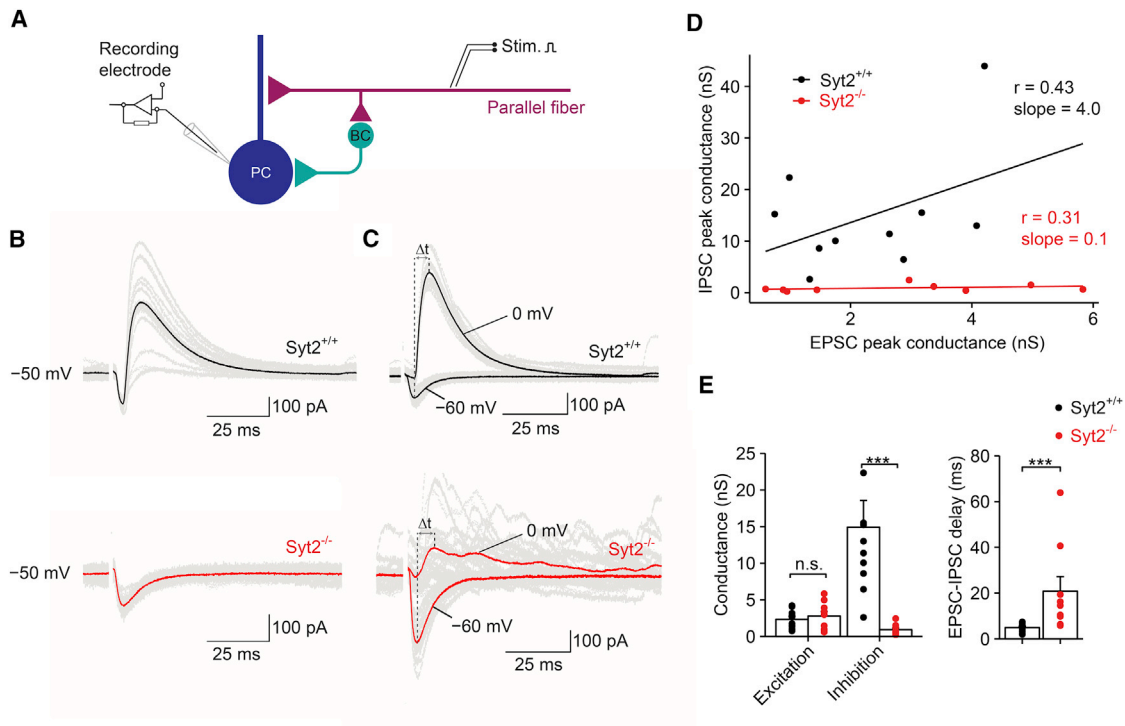 A
Recording
electrode
Stim.
Parallel fiber
BC
PC
B
−50 mV
Syt2+/+
100 pA
25 ms
−50 mV
Syt2-/-
100 pA
25 ms
C
Δt
0 mV
Syt2+/+
−60 mV
100 pA
25 ms
Δt
0 mV
Syt2-/-
−60 mV
100 pA
25 ms
D
IPSC peak conductance (nS)
40
30
20
10
0
Syt2+/+
Syt2-/-
r = 0.43
slope = 4.0
r = 0.31
slope = 0.1
2
4
6
EPSC peak conductance (nS)
E
Syt2+/+
Syt2-/-
Conductance (nS)
25
20
15
10
5
0
n.s.
***
Excitation
Inhibition
EPSC-IPSC delay (ms)
80
60
40
20
0
***